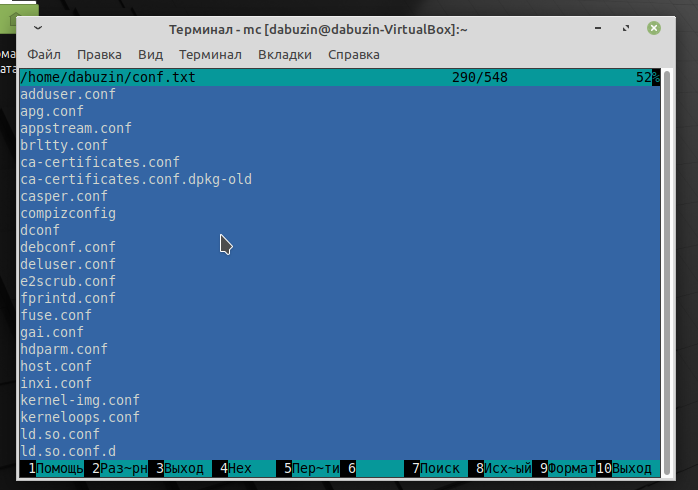 Терминал - mc [dabuzin@dabuzin-VirtualBox]:~
Файл Правка Вид Терминал Вкладки Справка
/home/dabuzin/conf.txt 290/548 52%
adduser.conf
apg.conf
appstream.conf
brltty.conf
ca-certificates.conf
ca-certificates.conf.dpkg-old
casper.conf
compizconfig
dconf
debconf.conf
deluser.conf
e2scrub.conf
fprintd.conf
fuse.conf
gai.conf
hdparm.conf
host.conf
inxi.conf
kernel-img.conf
kerneloops.conf
ld.so.conf
ld.so.conf.d
1Помощь 2Раз~рн 3Выход 4Hex 5Пер~ти 6 7Поиск 8Исх~ый 9Формат 10Выход